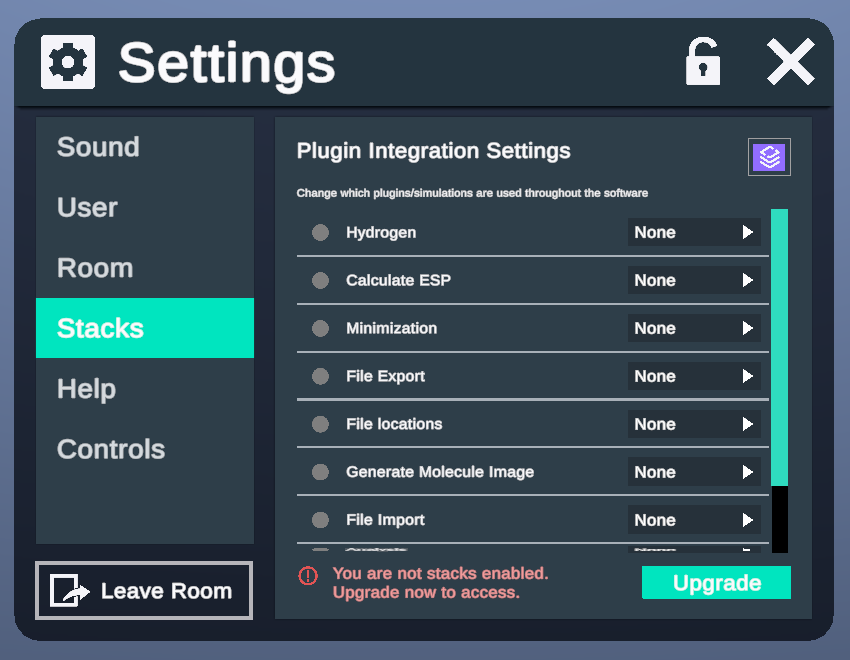 Settings
Sound
User
Room
Stacks
Help
Controls
Leave Room
Plugin Integration Settings
Change which plugins/simulations are used throughout the software
Hydrogen None
Calculate ESP None
Minimization None
File Export None
File locations None
Generate Molecule Image None
File Import None
You are not stacks enabled.
Upgrade now to access.
Upgrade